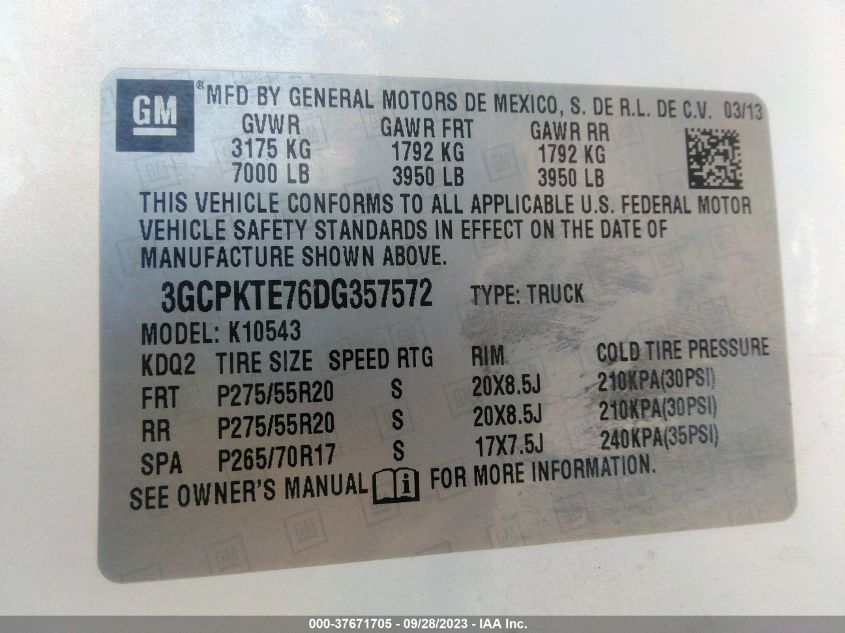 GM
®MFD BY GENERAL MOTORS DE MEXICO, S. DE R.L. DE C.V. 03/13
GVWR GAWR FRT GAWR RR
3175 KG 1792 KG 1792 KG
7000 LB 3950 LB 3950 LB
THIS VEHICLE CONFORMS TO ALL APPLICABLE U.S. FEDERAL MOTOR
VEHICLE SAFETY STANDARDS IN EFFECT ON THE DATE OF
MANUFACTURE SHOWN ABOVE.
3GCPKTE76DG357572 TYPE: TRUCK
MODEL: K10543
KDQ2 TIRE SIZE SPEED RTG RIM COLD TIRE PRESSURE
FRT P275/55R20 S 20X8.5J 210KPA(30PSI)
RR P275/55R20 S 20X8.5J 210KPA(30PSI)
SPA P265/70R17 S 17X7.5J 240KPA(35PSI)
SEE OWNER'S MANUAL i FOR MORE INFORMATION.
000-37671705 - 09/28/2023 - IAA Inc.